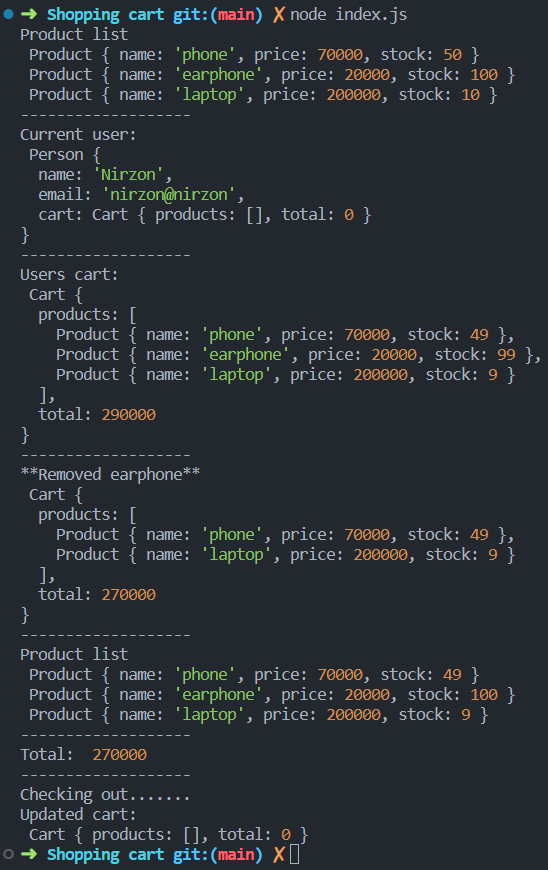 ➜ Shopping cart git:(main) ✗ node index.js
Product list
Product { name: 'phone', price: 70000, stock: 50 }
Product { name: 'earphone', price: 20000, stock: 100 }
Product { name: 'laptop', price: 200000, stock: 10 }
-------------------
Current user:
Person {
name: 'Nirzon',
email: 'nirzon@nirzon',
cart: Cart { products: [], total: 0 }
}
-------------------
Users cart:
Cart {
products: [
Product { name: 'phone', price: 70000, stock: 49 },
Product { name: 'earphone', price: 20000, stock: 99 },
Product { name: 'laptop', price: 200000, stock: 9 }
],
total: 290000
}
-------------------
**Removed earphone**
Cart {
products: [
Product { name: 'phone', price: 70000, stock: 49 },
Product { name: 'laptop', price: 200000, stock: 9 }
],
total: 270000
}
-------------------
Product list
Product { name: 'phone', price: 70000, stock: 49 }
Product { name: 'earphone', price: 20000, stock: 100 }
Product { name: 'laptop', price: 200000, stock: 9 }
-------------------
Total:  270000
-------------------
Checking out.......
Updated cart:
Cart { products: [], total: 0 }
➜ Shopping cart git:(main) ✗